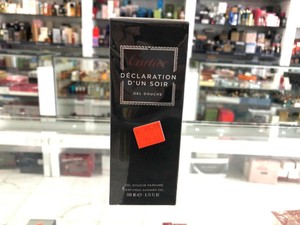 Cartier
DÉCLARATION
D'UN SOIR
GEL DOUCHE
GEL DOUCHE PARFUMÉ
PERFUMED SHOWER GEL